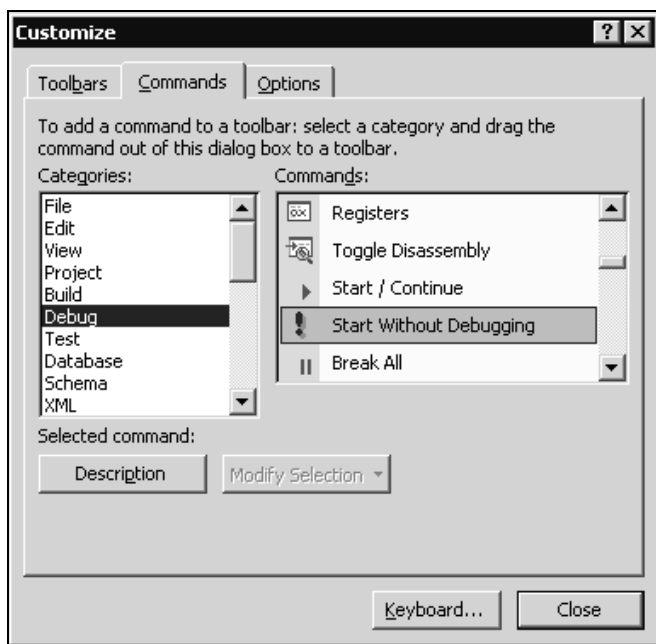 Customize
Toolbars Commands Options
To add a command to a toolbar: select a category and drag the
command out of this dialog box to a toolbar.
Categories:
File
Edit
View
Project
Build
Debug
Test
Database
Schema
XML
Commands:
Registers
Toggle Disassembly
Start / Continue
Start Without Debugging
Break All
Selected command:
Description Modify Selection
Keyboard... Close